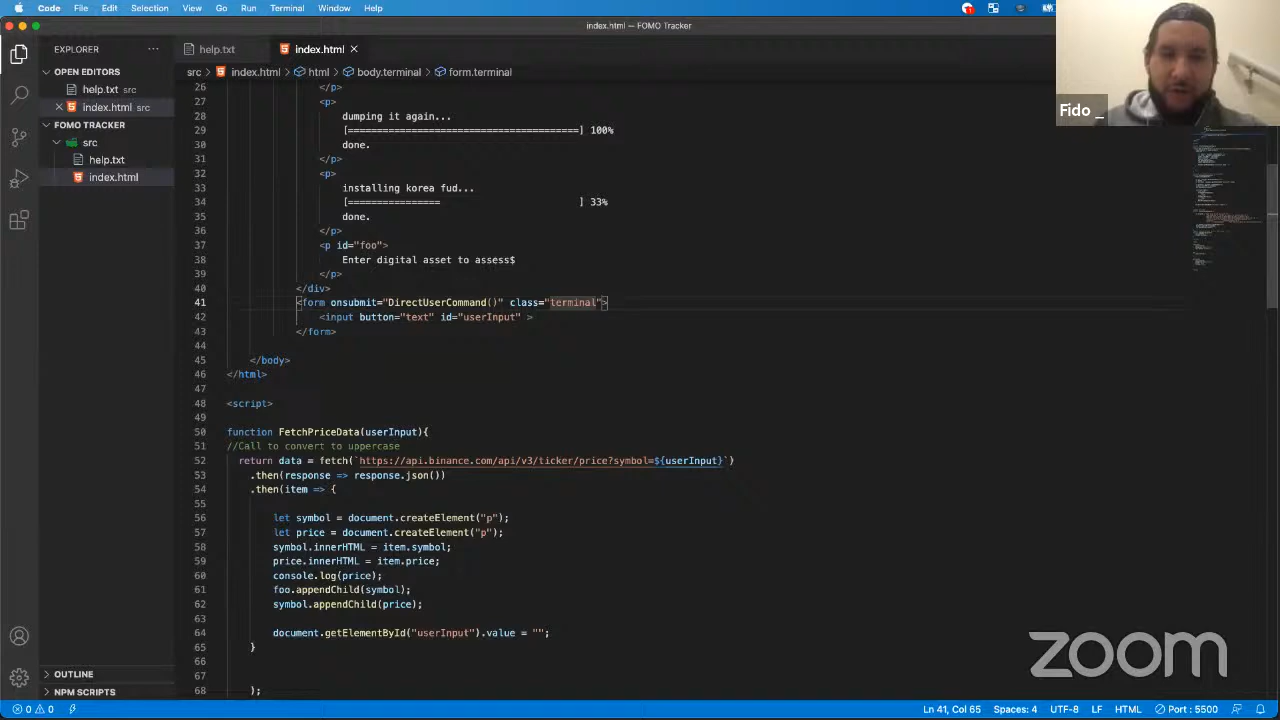 Code File Edit Selection View Go Run Terminal Window Help
index.html — FOMO Tracker
EXPLORER
help.txt
index.html
OPEN EDITORS
src > index.html > html > body.terminal > form.terminal
help.txt src
index.html src
FOMO TRACKER
src
help.txt
index.html
26 </p>
27 <p>
28 dumping it again...
29 [========================================] 100%
30 done.
31 </p>
32 <p>
33 installing korea fud...
34 [================ ] 33%
35 done.
36 </p>
37 <p id="foo">
38 Enter digital asset to assess$
39 </p>
40 </div>
41 <form onsubmit="DirectUserCommand()" class="terminal">
42 <input button="text" id="userInput" >
43 </form>
44
45 </body>
46 </html>
47
48 <script>
49
50 function FetchPriceData(userInput){
51 //Call to convert to uppercase
52 return data = fetch(`https://api.binance.com/api/v3/ticker/price?symbol=${userInput}`)
53 .then(response => response.json())
54 .then(item => {
55
56 let symbol = document.createElement("p");
57 let price = document.createElement("p");
58 symbol.innerHTML = item.symbol;
59 price.innerHTML = item.price;
60 console.log(price);
61 foo.appendChild(symbol);
62 symbol.appendChild(price);
63
64 document.getElementById("userInput").value = "";
65 }
66
67
68 );
OUTLINE
NPM SCRIPTS
0 0
Ln 41, Col 65 Spaces: 4 UTF-8 LF HTML Port : 5500
Fido _
zoom